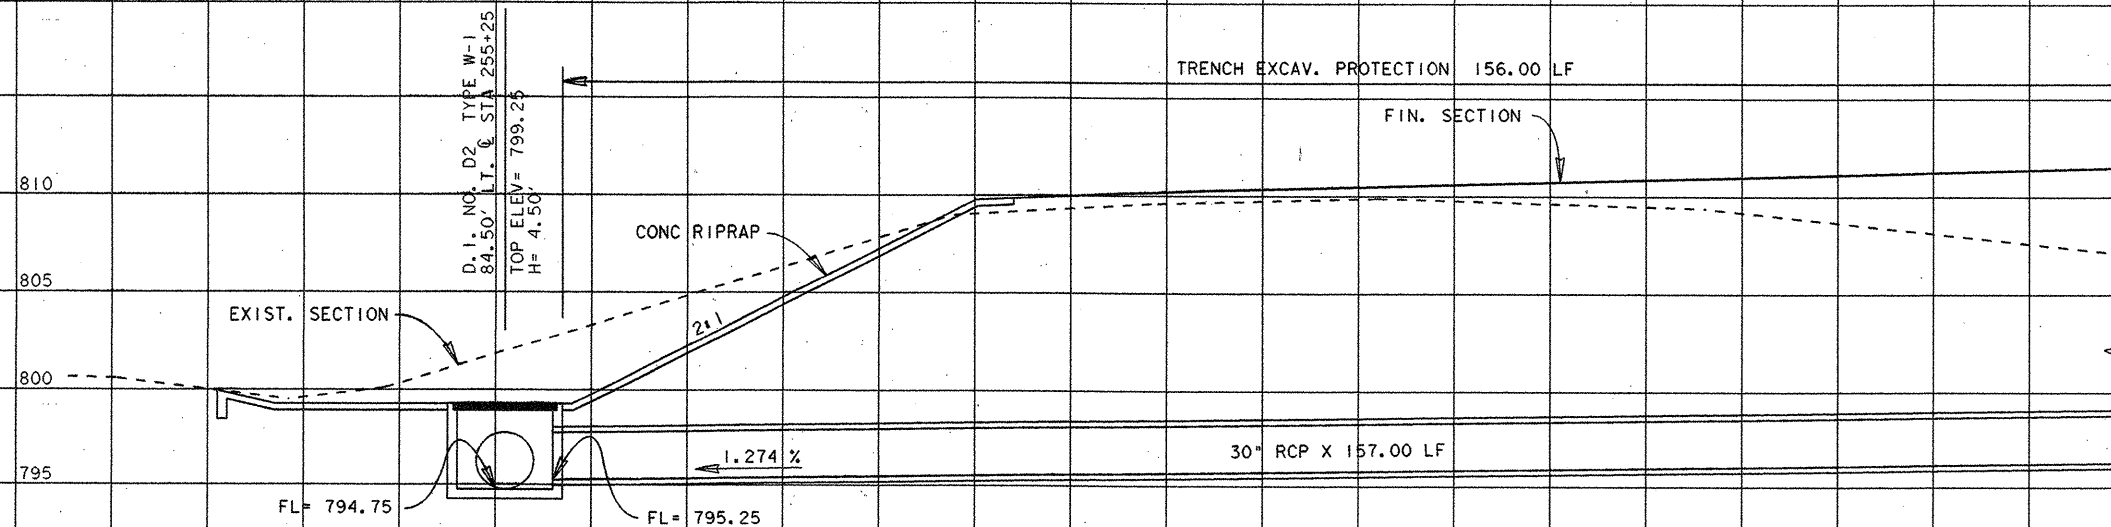 D.I. NO. D2 TYPE W-1
84.50' LT. ℄ STA 255+25
TOP ELEV= 799.25
H= 4.50'
TRENCH EXCAV. PROTECTION 156.00 LF
FIN. SECTION
810
CONC RIPRAP
805
EXIST. SECTION
2:1
800
1.274 %
30" RCP X 157.00 LF
795
FL= 794.75
FL= 795.25